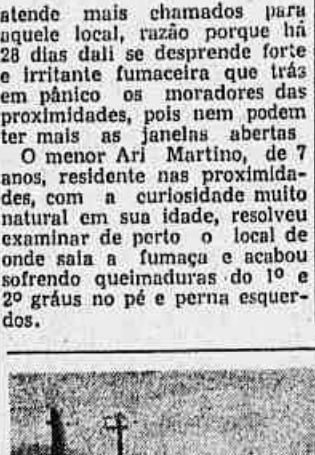 atende mais chamados para
aquele local, razão porque há
28 dias dali se desprende forte
e irritante fumaceira que trás
em pânico os moradores das
proximidades, pois nem podem
ter mais as janelas abertas
O menor Ari Martino, de 7
anos, residente nas proximida-
des, com a curiosidade muito
natural em sua idade, resolveu
examinar de perto o local de
onde saia a fumaça e acabou
sofrendo queimaduras do 1º e
2º gráus no pé e perna esquer-
dos.